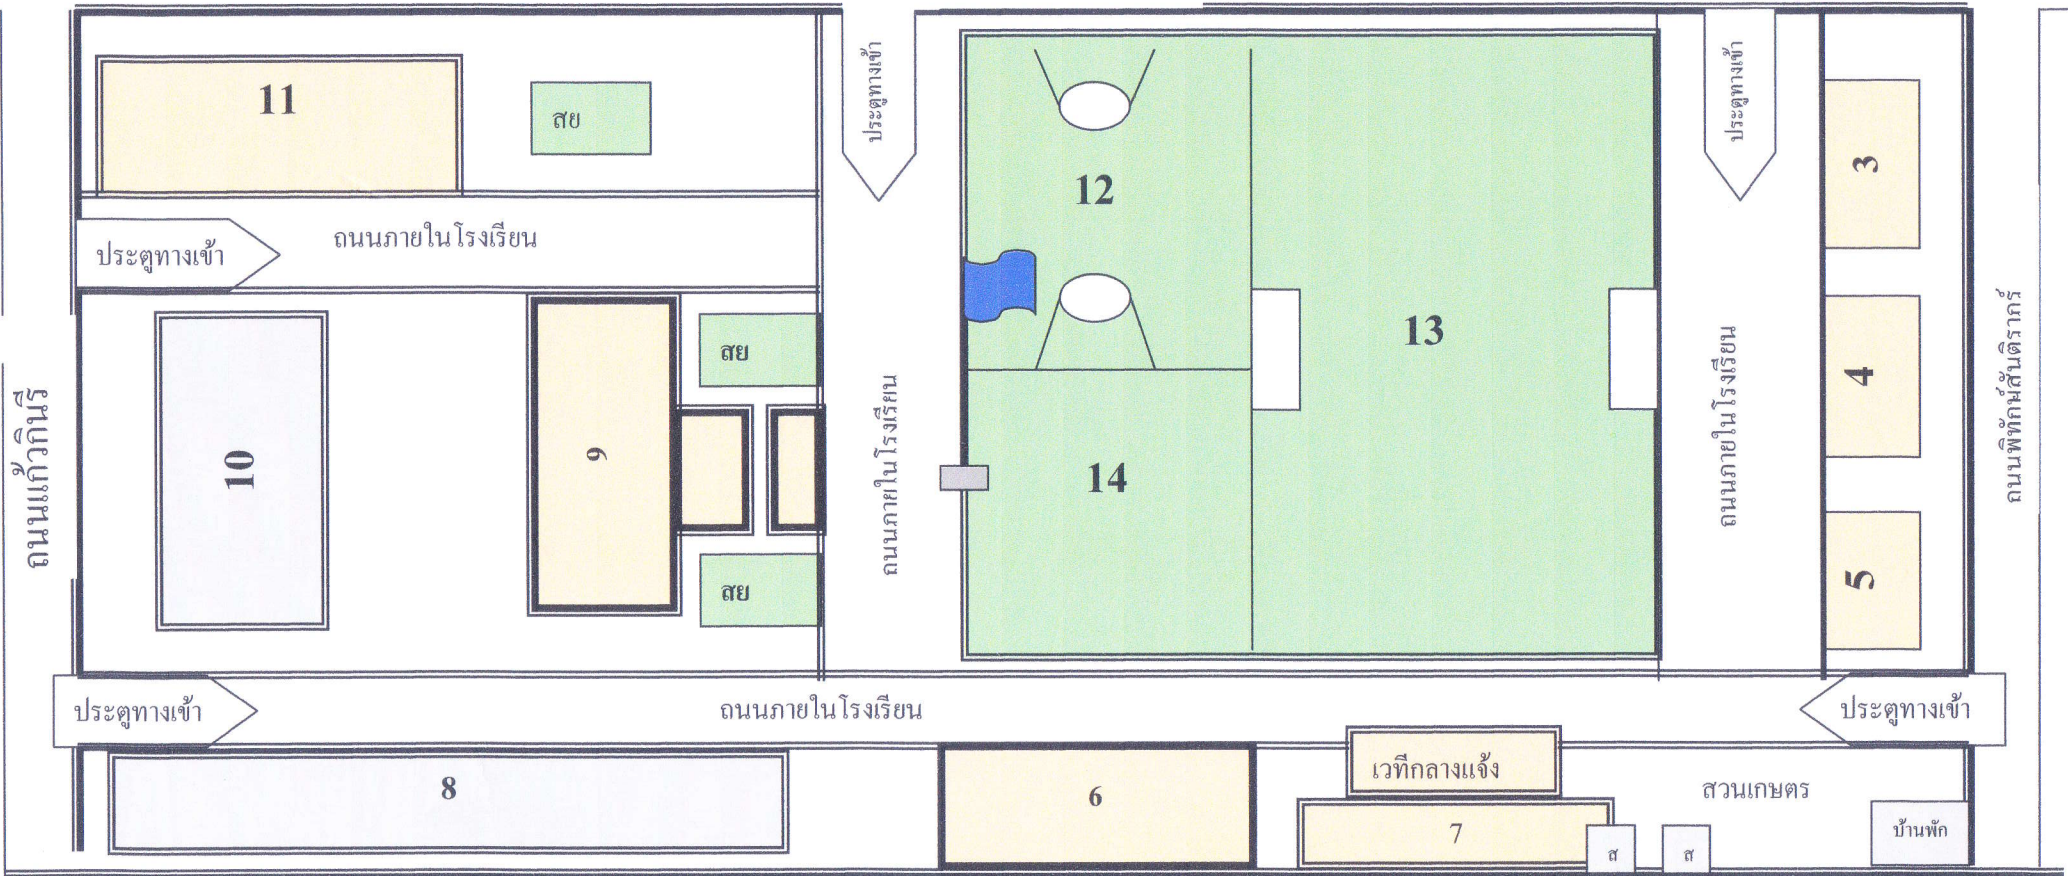 11
สย
ประตูทางเข้า
ประตูทางเข้า
3
12
ประตูทางเข้า
ถนนภายในโรงเรียน
13
4
ถนนพิทักษ์สันติราภร์
ถนนแก้วกินรี
10
9
สย
สย
ถนนภายในโรงเรียน
14
ถนนภายในโรงเรียน
5
ประตูทางเข้า
ถนนภายในโรงเรียน
ประตูทางเข้า
8
6
เวทีกลางแจ้ง
สวนเกษตร
7
ส
ส
บ้านพัก